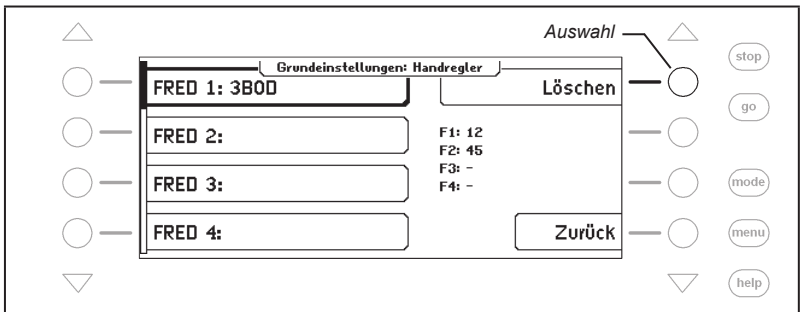 Auswahl
Grundeinstellungen: Handregler
FRED 1: 3BOD
Löschen
FRED 2:
F1: 12
F2: 45
F3: -
F4: -
FRED 3:
FRED 4:
Zurück
stop
go
mode
menu
help